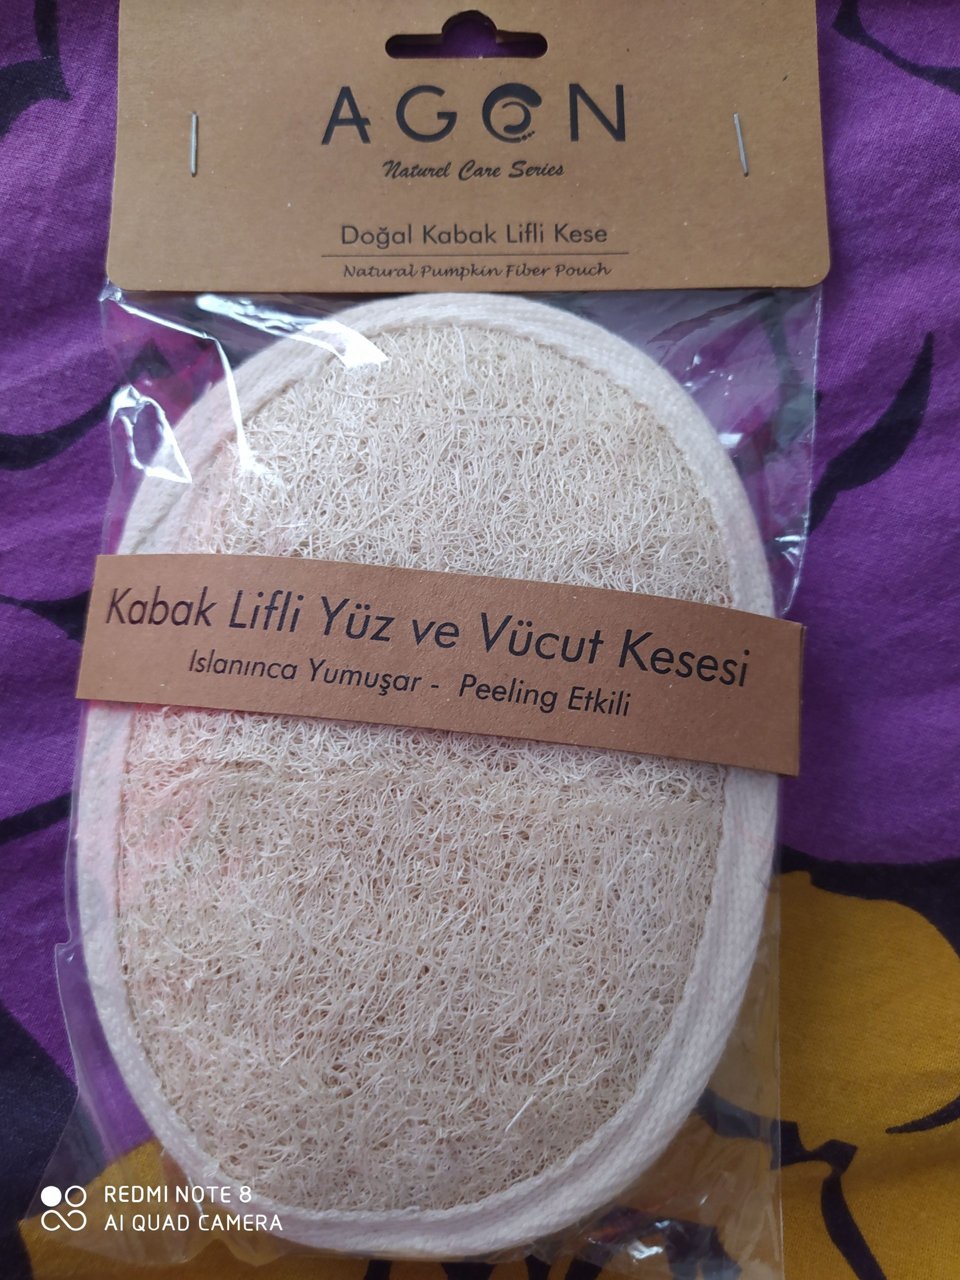 AGON
Naturel Care Series
Doğal Kabak Lifli Kese
Natural Pumpkin Fiber Pouch
Kabak Lifli Yüz ve Vücut Kesesi
Islanınca Yumuşar - Peeling Etkili
REDMI NOTE 8
AI QUAD CAMERA